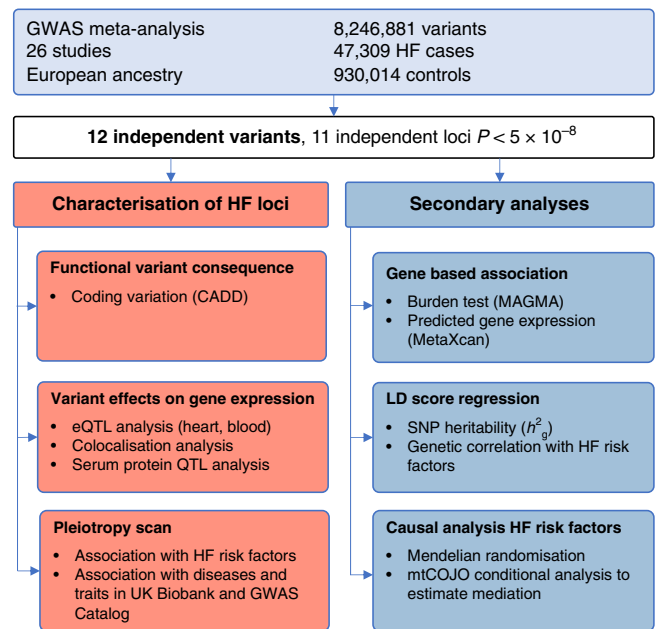 GWAS meta-analysis
26 studies
European ancestry
8,246,881 variants
47,309 HF cases
930,014 controls
12 independent variants, 11 independent loci P < 5 × 10⁻⁸
Characterisation of HF loci
Functional variant consequence
• Coding variation (CADD)
Variant effects on gene expression
• eQTL analysis (heart, blood)
• Colocalisation analysis
• Serum protein QTL analysis
Pleiotropy scan
• Association with HF risk factors
• Association with diseases and
traits in UK Biobank and GWAS
Catalog
Secondary analyses
Gene based association
• Burden test (MAGMA)
• Predicted gene expression
(MetaXcan)
LD score regression
• SNP heritability (h²g)
• Genetic correlation with HF risk
factors
Causal analysis HF risk factors
• Mendelian randomisation
• mtCOJO conditional analysis to
estimate mediation